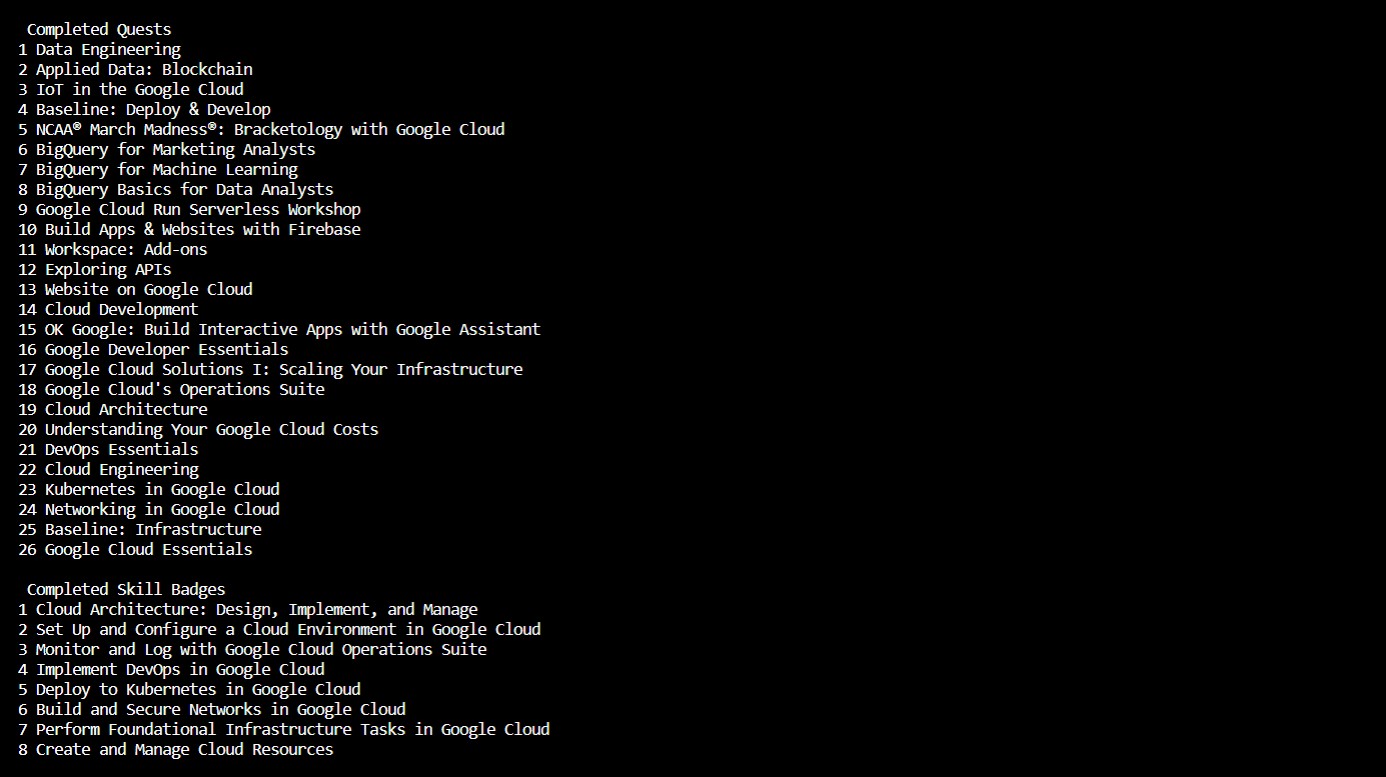 Completed Quests
1 Data Engineering
2 Applied Data: Blockchain
3 IoT in the Google Cloud
4 Baseline: Deploy & Develop
5 NCAA® March Madness®: Bracketology with Google Cloud
6 BigQuery for Marketing Analysts
7 BigQuery for Machine Learning
8 BigQuery Basics for Data Analysts
9 Google Cloud Run Serverless Workshop
10 Build Apps & Websites with Firebase
11 Workspace: Add-ons
12 Exploring APIs
13 Website on Google Cloud
14 Cloud Development
15 OK Google: Build Interactive Apps with Google Assistant
16 Google Developer Essentials
17 Google Cloud Solutions I: Scaling Your Infrastructure
18 Google Cloud's Operations Suite
19 Cloud Architecture
20 Understanding Your Google Cloud Costs
21 DevOps Essentials
22 Cloud Engineering
23 Kubernetes in Google Cloud
24 Networking in Google Cloud
25 Baseline: Infrastructure
26 Google Cloud Essentials
Completed Skill Badges
1 Cloud Architecture: Design, Implement, and Manage
2 Set Up and Configure a Cloud Environment in Google Cloud
3 Monitor and Log with Google Cloud Operations Suite
4 Implement DevOps in Google Cloud
5 Deploy to Kubernetes in Google Cloud
6 Build and Secure Networks in Google Cloud
7 Perform Foundational Infrastructure Tasks in Google Cloud
8 Create and Manage Cloud Resources